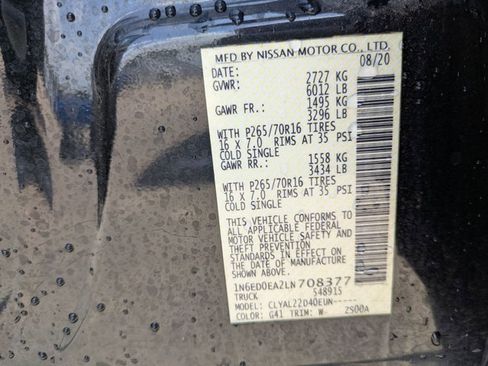 MFD BY NISSAN MOTOR CO., LTD.
DATE: 08/20
GVWR: 2727 KG
6012 LB
GAWR FR.: 1495 KG
3296 LB
WITH P265/70R16 TIRES
16 X 7.0 RIMS AT 35 PSI
COLD SINGLE
GAWR RR.: 1558 KG
3434 LB
WITH P265/70R16 TIRES
16 X 7.0 RIMS AT 35 PSI
COLD SINGLE
THIS VEHICLE CONFORMS TO
ALL APPLICABLE FEDERAL
MOTOR VEHICLE SAFETY AND
THEFT PREVENTION
STANDARDS IN EFFECT ON
THE DATE OF MANUFACTURE
SHOWN ABOVE.
1N6ED0EA2LN708377
TRUCK 548915
MODEL: CLYAL22D40EUN-----
COLOR: G41 TRIM: W- 2S00A